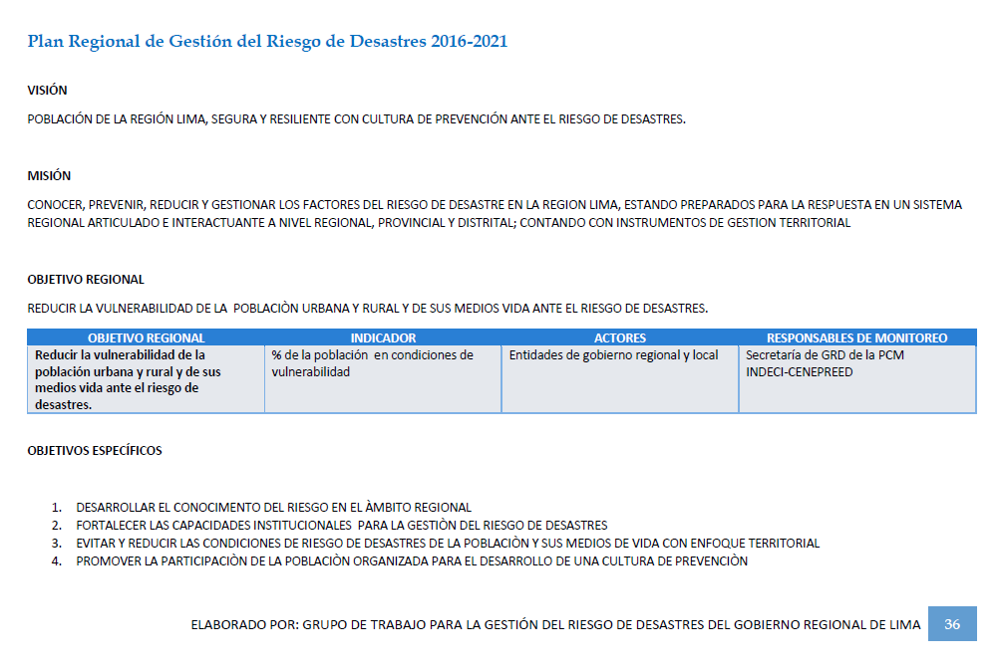 Plan Regional de Gestión del Riesgo de Desastres 2016-2021
VISIÓN
POBLACIÓN DE LA REGIÓN LIMA, SEGURA Y RESILIENTE CON CULTURA DE PREVENCIÓN ANTE EL RIESGO DE DESASTRES.
MISIÓN
CONOCER, PREVENIR, REDUCIR Y GESTIONAR LOS FACTORES DEL RIESGO DE DESASTRE EN LA REGION LIMA, ESTANDO PREPARADOS PARA LA RESPUESTA EN UN SISTEMA
REGIONAL ARTICULADO E INTERACTUANTE A NIVEL REGIONAL, PROVINCIAL Y DISTRITAL; CONTANDO CON INSTRUMENTOS DE GESTION TERRITORIAL
OBJETIVO REGIONAL
REDUCIR LA VULNERABILIDAD DE LA  POBLACIÒN URBANA Y RURAL Y DE SUS MEDIOS VIDA ANTE EL RIESGO DE DESASTRES.
OBJETIVO REGIONAL INDICADOR ACTORES RESPONSABLES DE MONITOREO
Reducir la vulnerabilidad de la % de la población  en condiciones de Entidades de gobierno regional y local Secretaría de GRD de la PCM
población urbana y rural y de sus vulnerabilidad INDECI-CENEPREED
medios vida ante el riesgo de
desastres.
OBJETIVOS ESPECÍFICOS
1. DESARROLLAR EL CONOCIMENTO DEL RIESGO EN EL ÀMBITO REGIONAL
2. FORTALECER LAS CAPACIDADES INSTITUCIONALES  PARA LA GESTIÒN DEL RIESGO DE DESASTRES
3. EVITAR Y REDUCIR LAS CONDICIONES DE RIESGO DE DESASTRES DE LA POBLACIÒN Y SUS MEDIOS DE VIDA CON ENFOQUE TERRITORIAL
4. PROMOVER LA PARTICIPACIÒN DE LA POBLACIÒN ORGANIZADA PARA EL DESARROLLO DE UNA CULTURA DE PREVENCIÒN
ELABORADO POR: GRUPO DE TRABAJO PARA LA GESTIÓN DEL RIESGO DE DESASTRES DEL GOBIERNO REGIONAL DE LIMA 36